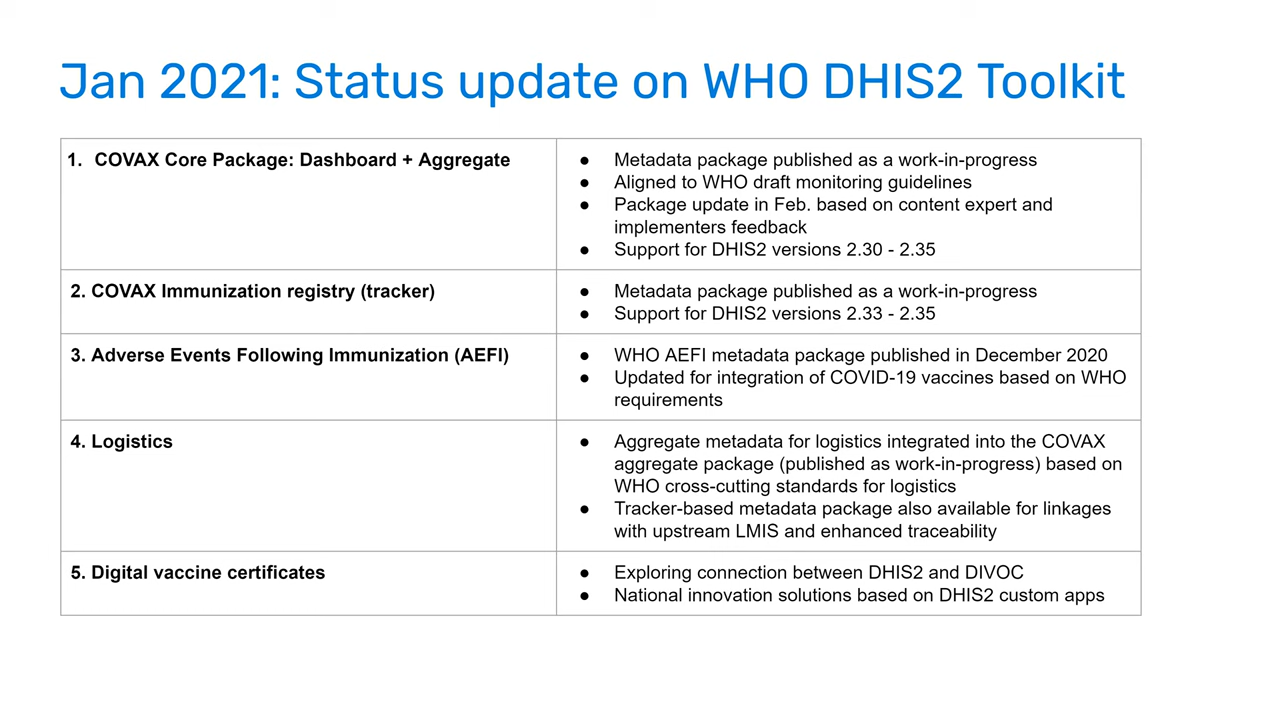 Jan 2021: Status update on WHO DHIS2 Toolkit
1. COVAX Core Package: Dashboard + Aggregate
● Metadata package published as a work-in-progress
● Aligned to WHO draft monitoring guidelines
● Package update in Feb. based on content expert and
implementers feedback
● Support for DHIS2 versions 2.30 - 2.35
2. COVAX Immunization registry (tracker)
● Metadata package published as a work-in-progress
● Support for DHIS2 versions 2.33 - 2.35
3. Adverse Events Following Immunization (AEFI)
● WHO AEFI metadata package published in December 2020
● Updated for integration of COVID-19 vaccines based on WHO
requirements
4. Logistics
● Aggregate metadata for logistics integrated into the COVAX
aggregate package (published as work-in-progress) based on
WHO cross-cutting standards for logistics
● Tracker-based metadata package also available for linkages
with upstream LMIS and enhanced traceability
5. Digital vaccine certificates
● Exploring connection between DHIS2 and DIVOC
● National innovation solutions based on DHIS2 custom apps